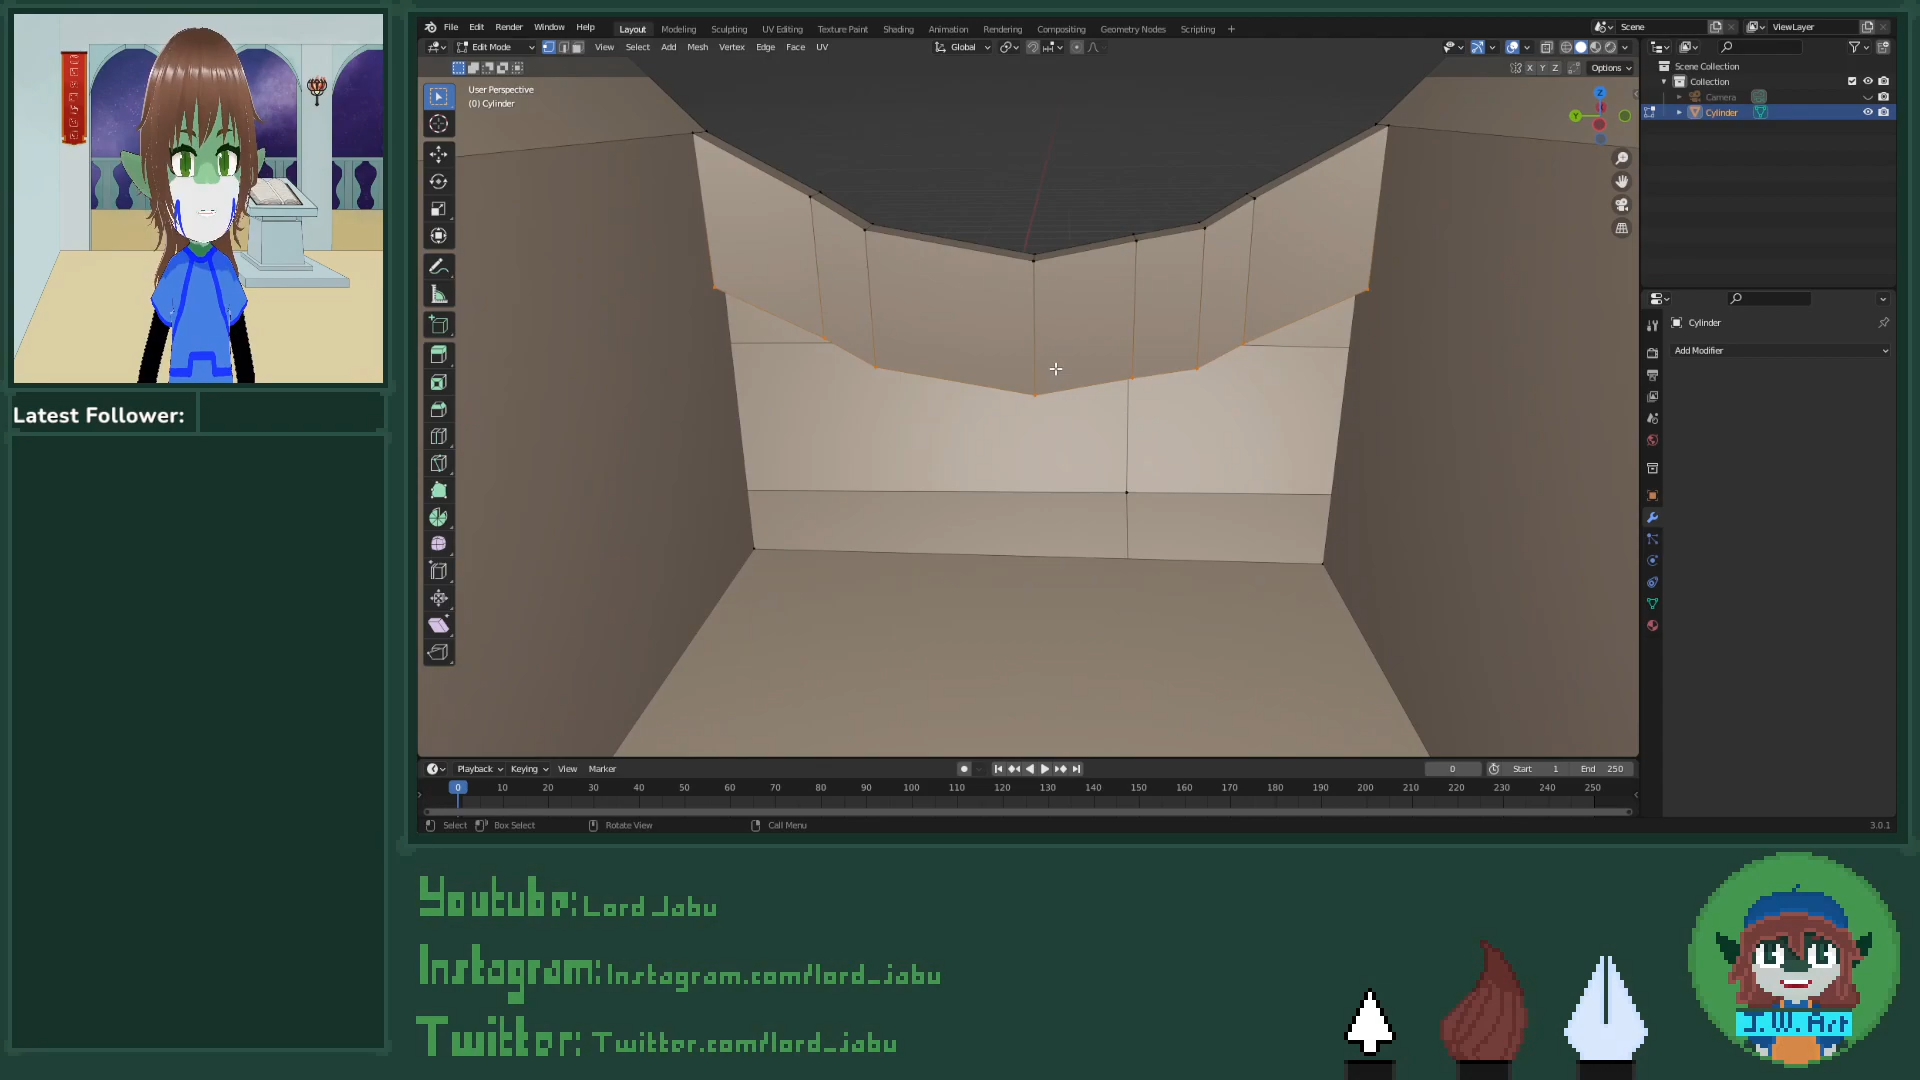 File Edit Render Window Help Layout Modeling Sculpting UV Editing Texture Paint Shading Animation Rendering Compositing Geometry Nodes Scripting +
Scene
ViewLayer
Edit Mode View Select Add Mesh Vertex Edge Face UV
Global
X Y Z Options
User Perspective
(0) Cylinder
Z
Y
Scene Collection
Collection
Camera
Cylinder
Cylinder
Add Modifier
Latest Follower:
Playback Keying View Marker
0 Start 1 End 250
0 10 20 30 40 50 60 70 80 90 100 110 120 130 140 150 160 170 180 190 200 210 220 230 240 250
Select Box Select Rotate View Call Menu
3.0.1
Youtube: Lord Jabu
Instagram: Instagram.com/lord_jabu
Twitter: Twitter.com/lord_jabu
J.W. Art